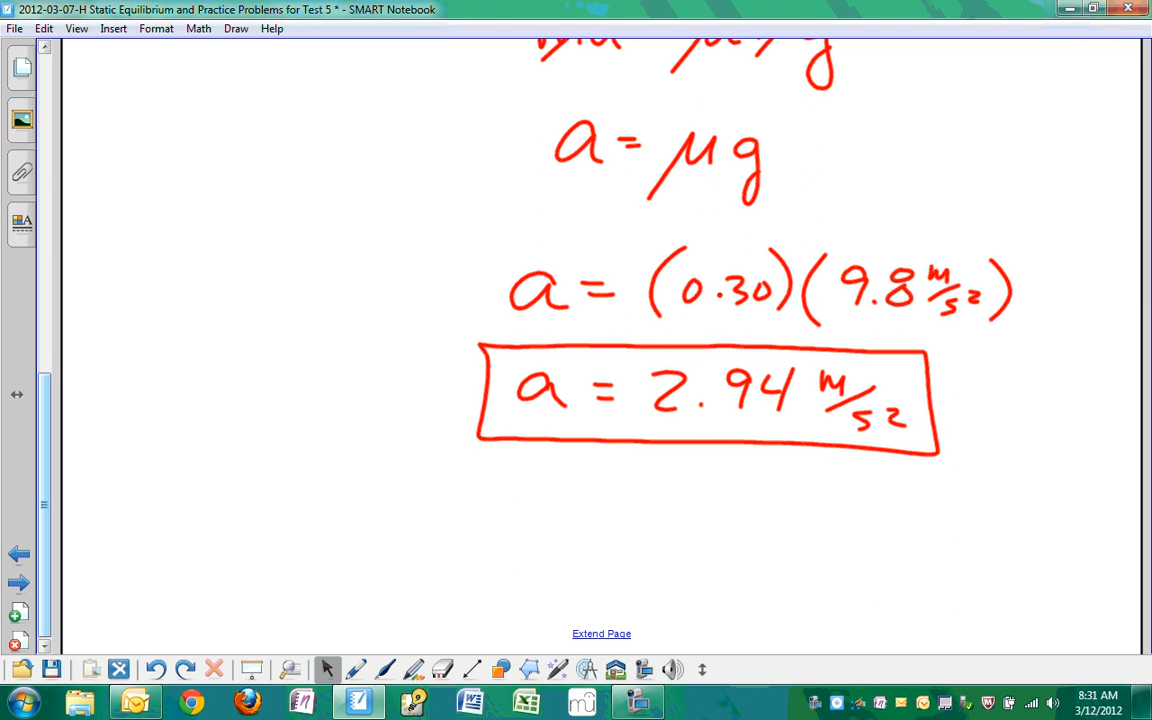 2012-03-07-H Static Equilibrium and Practice Problems for Test 5 * - SMART Notebook
File Edit View Insert Format Math Draw Help
a = μg
a = (0.30)(9.8 m/s2)
a = 2.94 m/s2
Extend Page
8:31 AM
3/12/2012